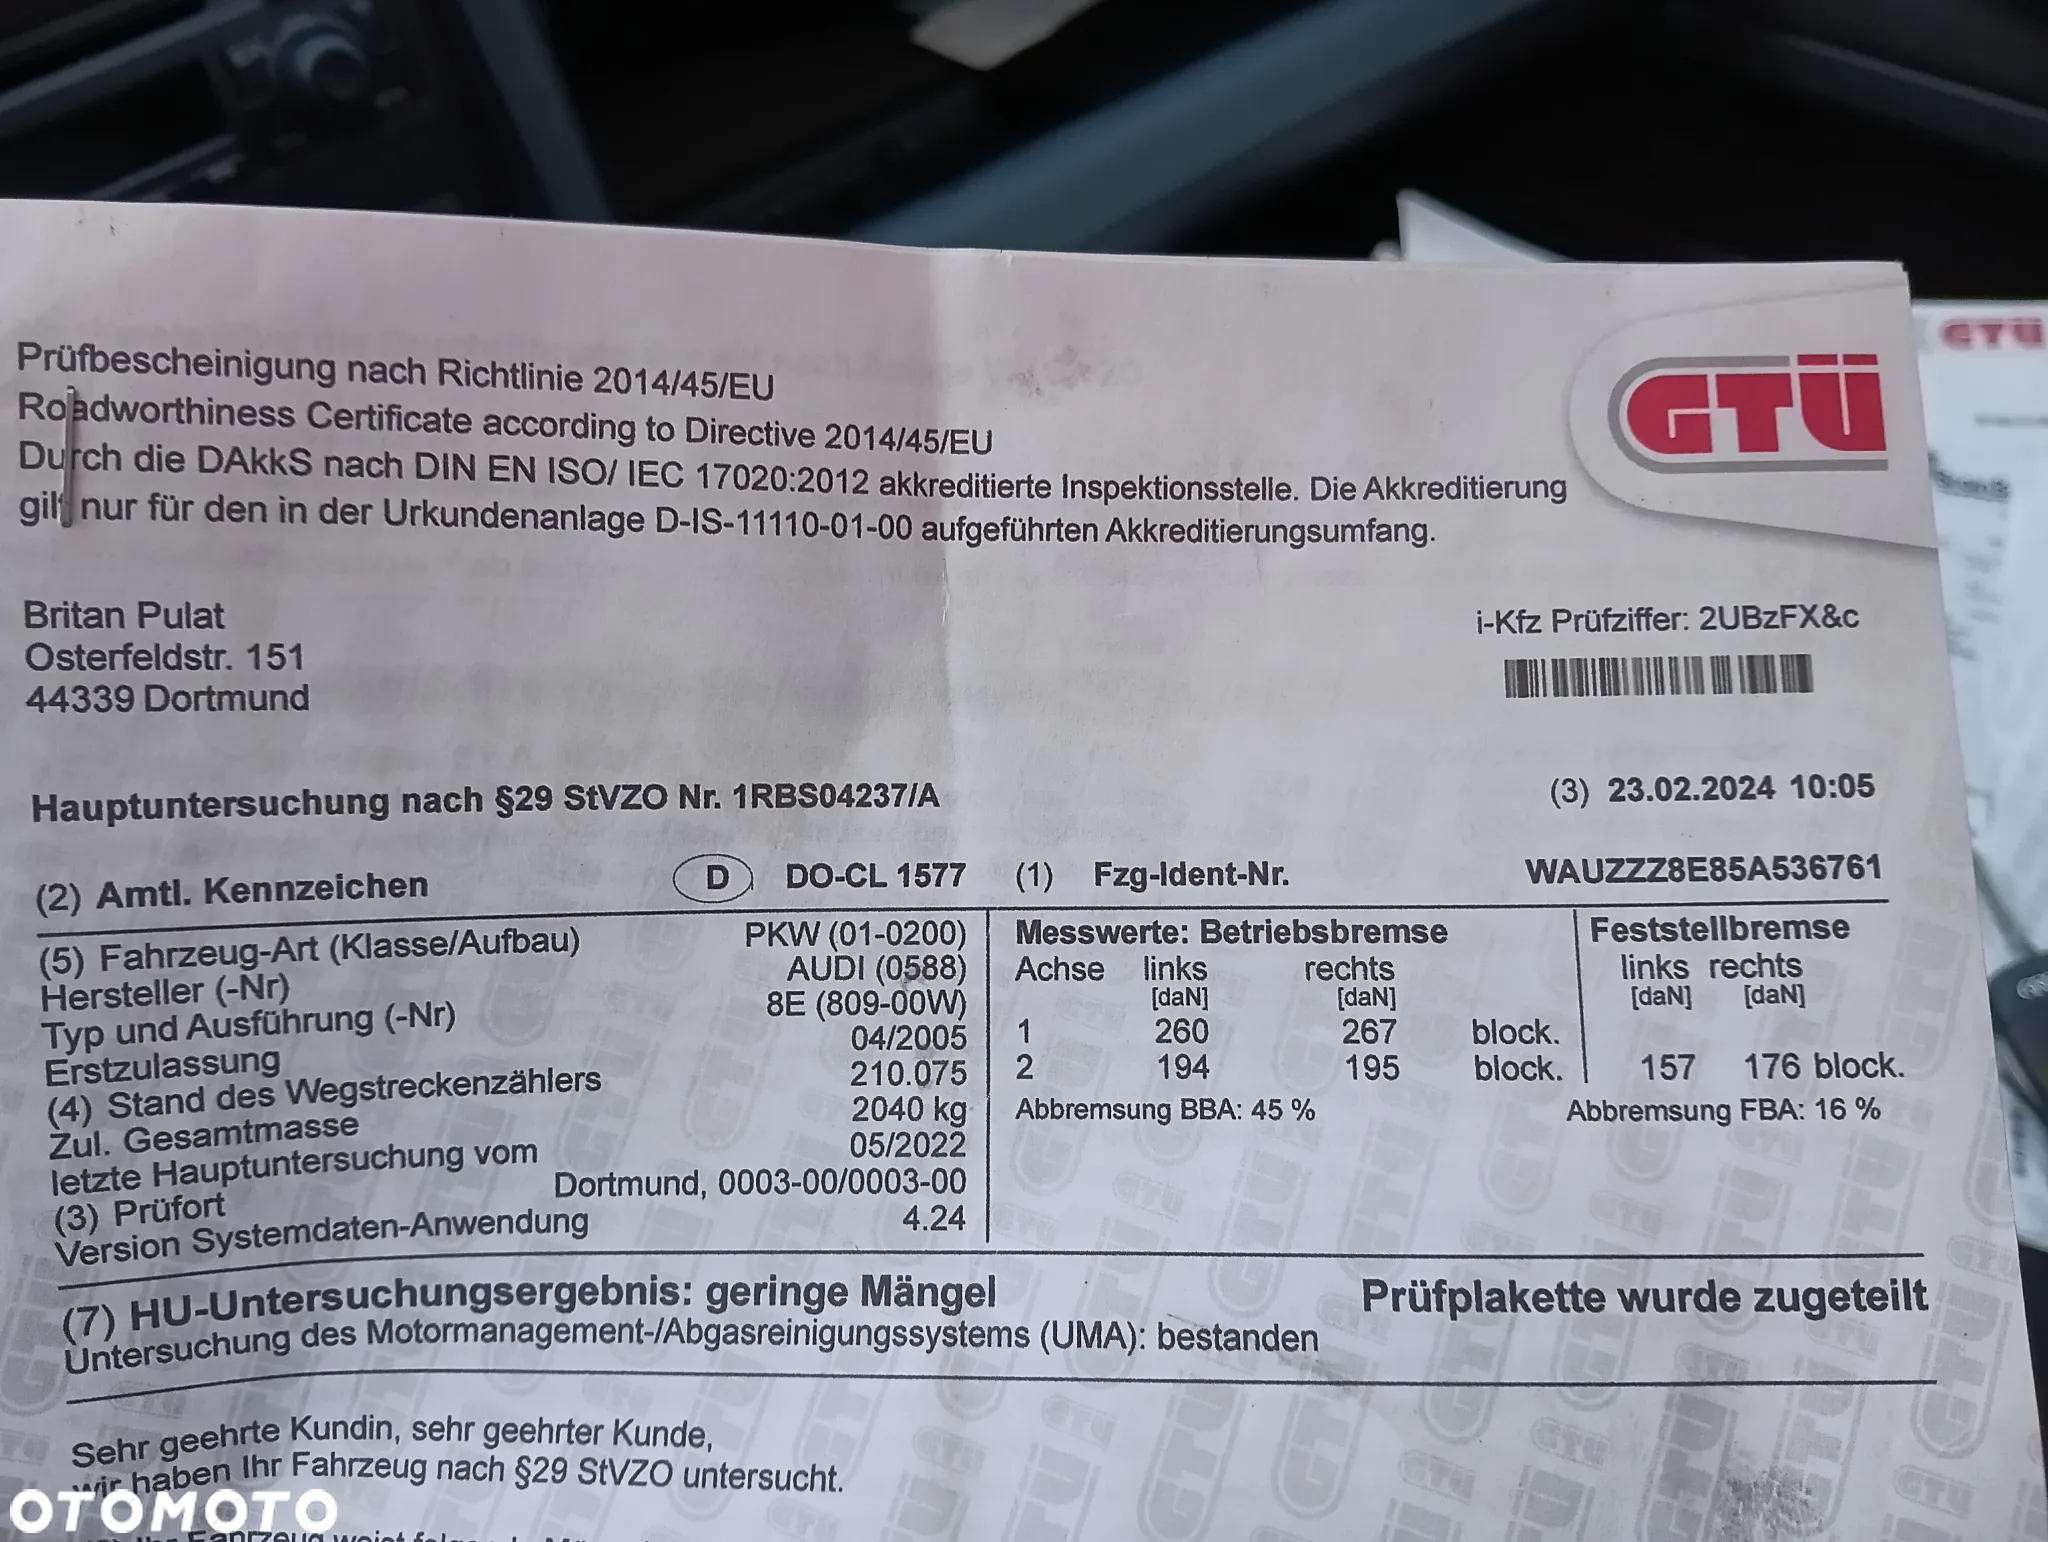 Prüfbescheinigung nach Richtlinie 2014/45/EU
Roadworthiness Certificate according to Directive 2014/45/EU
Durch die DAkkS nach DIN EN ISO/ IEC 17020:2012 akkreditierte Inspektionsstelle. Die Akkreditierung
gilt nur für den in der Urkundenanlage D-IS-11110-01-00 aufgeführten Akkreditierungsumfang.
GTÜ
GTÜ
Britan Pulat
Osterfeldstr. 151
44339 Dortmund
i-Kfz Prüfziffer: 2UBzFX&c
Hauptuntersuchung nach §29 StVZO Nr. 1RBS04237/A (3) 23.02.2024 10:05
(2) Amtl. Kennzeichen D DO-CL 1577 (1) Fzg-Ident-Nr. WAUZZZ8E85A536761
(5) Fahrzeug-Art (Klasse/Aufbau) PKW (01-0200)
Hersteller (-Nr) AUDI (0588)
Typ und Ausführung (-Nr) 8E (809-00W)
Erstzulassung 04/2005
(4) Stand des Wegstreckenzählers 210.075
Zul. Gesamtmasse 2040 kg
letzte Hauptuntersuchung vom 05/2022
(3) Prüfort Dortmund, 0003-00/0003-00
Version Systemdaten-Anwendung 4.24
Messwerte: Betriebsbremse Feststellbremse
Achse links rechts links rechts
[daN] [daN] [daN] [daN]
1 260 267 block.
2 194 195 block. 157 176 block.
Abbremsung BBA: 45 % Abbremsung FBA: 16 %
(7) HU-Untersuchungsergebnis: geringe Mängel Prüfplakette wurde zugeteilt
Untersuchung des Motormanagement-/Abgasreinigungssystems (UMA): bestanden
Sehr geehrte Kundin, sehr geehrter Kunde,
wir haben Ihr Fahrzeug nach §29 StVZO untersucht.
Ihr Fahrzeug weist
OTOMOTO